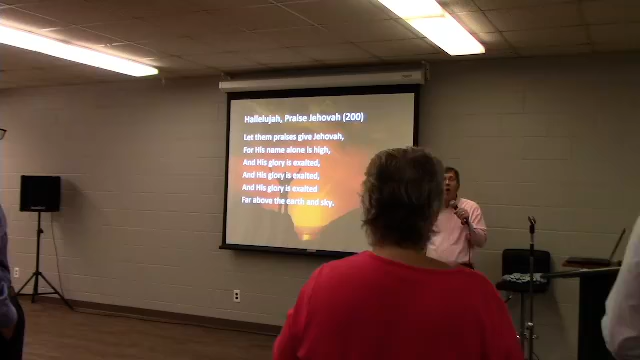 Hallelujah, Praise Jehovah (200)
Let them praises give Jehovah,
For His name alone is high,
And His glory is exalted,
And His glory is exalted,
And His glory is exalted
Far above the earth and sky.